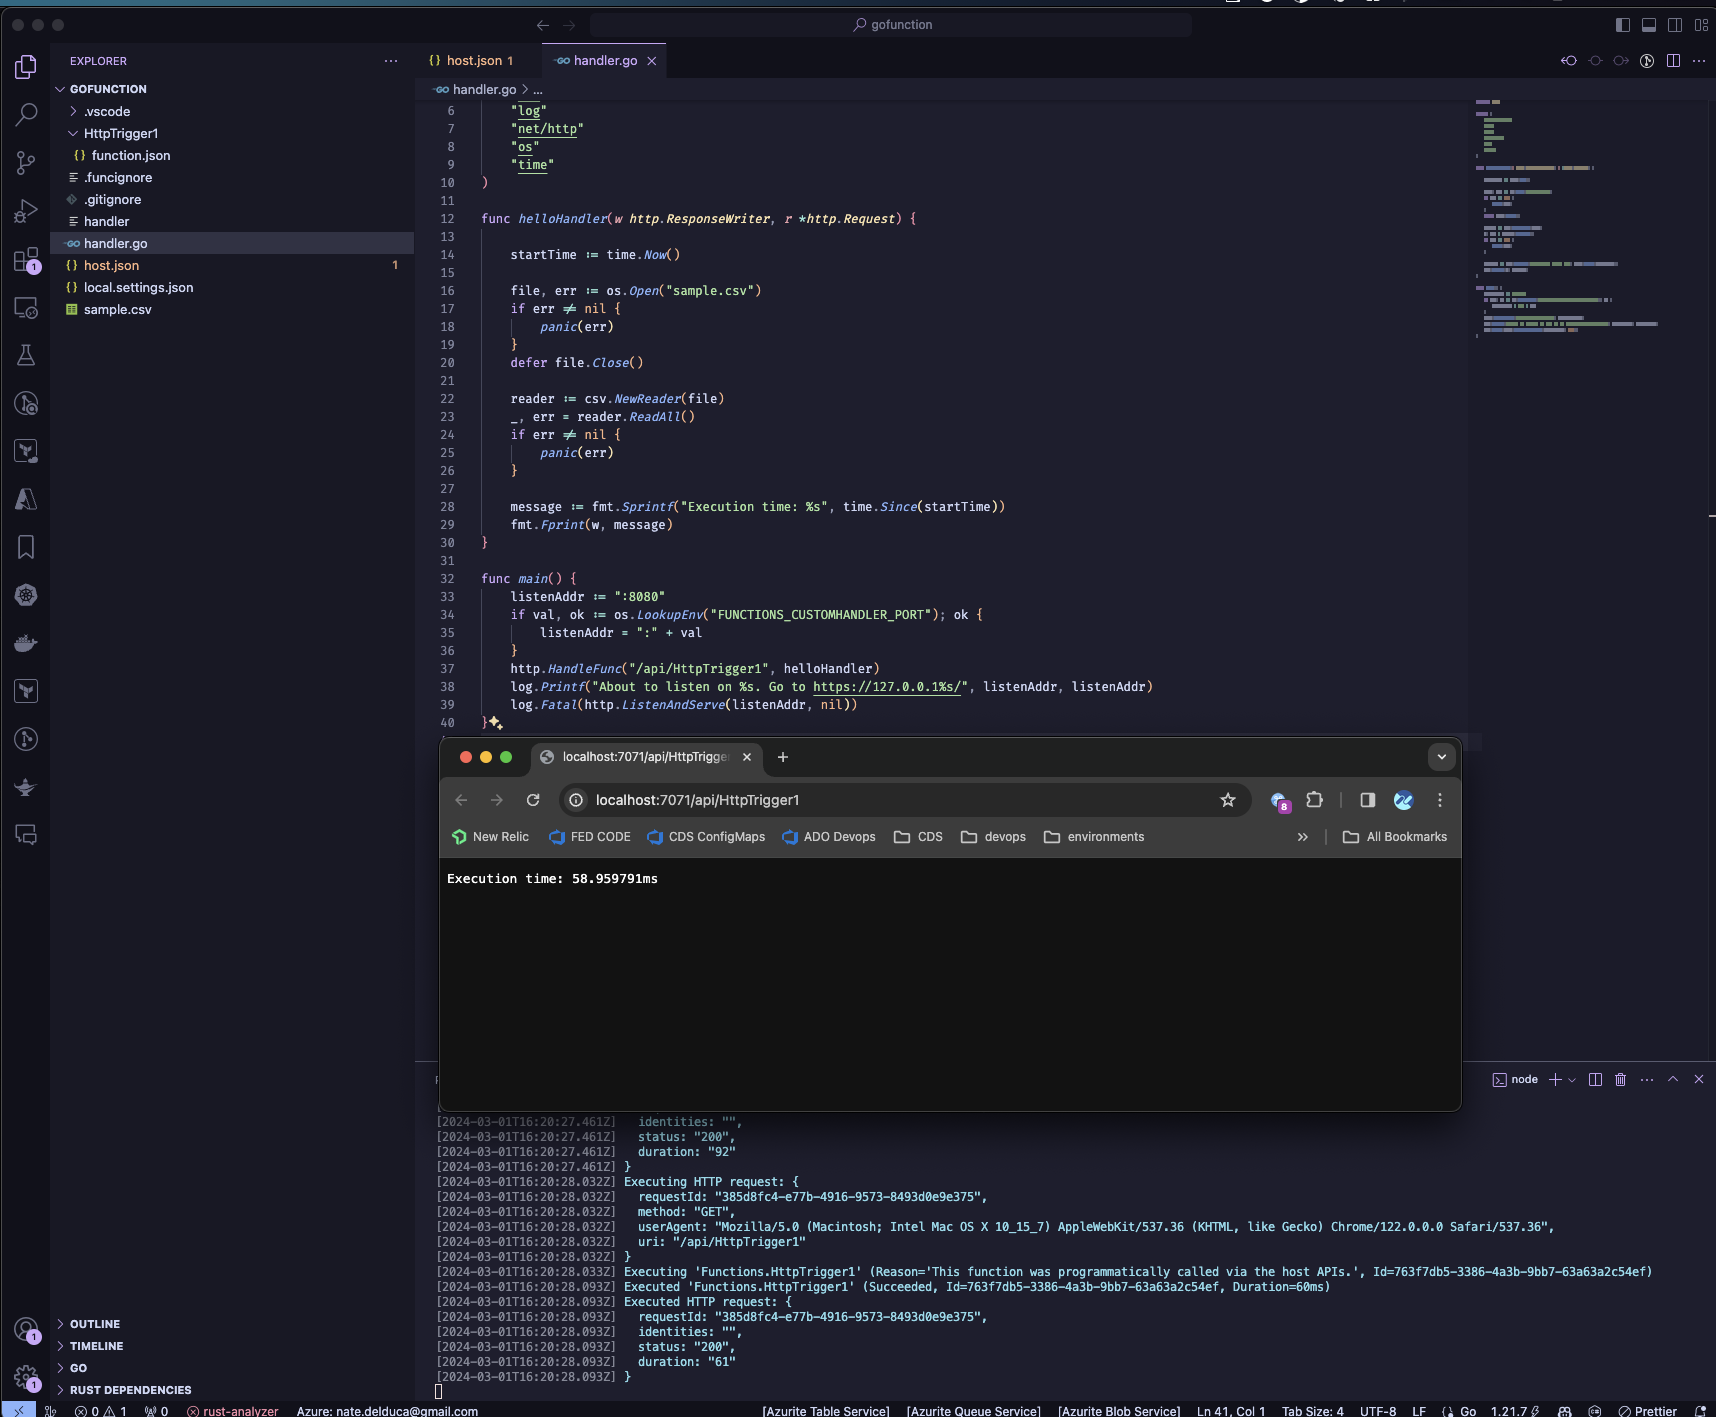 gofunction
EXPLORER
GOFUNCTION
.vscode
HttpTrigger1
{} function.json
.funcignore
.gitignore
handler
handler.go
{} host.json 1
{} local.settings.json
sample.csv
{} host.json 1
handler.go
handler.go > ...
6 "log"
7 "net/http"
8 "os"
9 "time"
10 )
11
12 func helloHandler(w http.ResponseWriter, r *http.Request) {
13
14 startTime := time.Now()
15
16 file, err := os.Open("sample.csv")
17 if err ≠ nil {
18 panic(err)
19 }
20 defer file.Close()
21
22 reader := csv.NewReader(file)
23 _, err = reader.ReadAll()
24 if err ≠ nil {
25 panic(err)
26 }
27
28 message := fmt.Sprintf("Execution time: %s", time.Since(startTime))
29 fmt.Fprint(w, message)
30 }
31
32 func main() {
33 listenAddr := ":8080"
34 if val, ok := os.LookupEnv("FUNCTIONS_CUSTOMHANDLER_PORT"); ok {
35 listenAddr = ":" + val
36 }
37 http.HandleFunc("/api/HttpTrigger1", helloHandler)
38 log.Printf("About to listen on %s. Go to https://127.0.0.1%s/", listenAddr, listenAddr)
39 log.Fatal(http.ListenAndServe(listenAddr, nil))
40 }
localhost:7071/api/HttpTrigge
localhost:7071/api/HttpTrigger1
8
New Relic FED CODE CDS ConfigMaps ADO Devops CDS devops environments All Bookmarks
Execution time: 58.959791ms
node
[2024-03-01T16:20:27.461Z] identities: "",
[2024-03-01T16:20:27.461Z] status: "200",
[2024-03-01T16:20:27.461Z] duration: "92"
[2024-03-01T16:20:27.461Z] }
[2024-03-01T16:20:28.032Z] Executing HTTP request: {
[2024-03-01T16:20:28.032Z] requestId: "385d8fc4-e77b-4916-9573-8493d0e9e375",
[2024-03-01T16:20:28.032Z] method: "GET",
[2024-03-01T16:20:28.032Z] userAgent: "Mozilla/5.0 (Macintosh; Intel Mac OS X 10_15_7) AppleWebKit/537.36 (KHTML, like Gecko) Chrome/122.0.0.0 Safari/537.36",
[2024-03-01T16:20:28.032Z] uri: "/api/HttpTrigger1"
[2024-03-01T16:20:28.032Z] }
[2024-03-01T16:20:28.033Z] Executing 'Functions.HttpTrigger1' (Reason='This function was programmatically called via the host APIs.', Id=763f7db5-3386-4a3b-9bb7-63a63a2c54ef)
[2024-03-01T16:20:28.093Z] Executed 'Functions.HttpTrigger1' (Succeeded, Id=763f7db5-3386-4a3b-9bb7-63a63a2c54ef, Duration=60ms)
[2024-03-01T16:20:28.093Z] Executed HTTP request: {
[2024-03-01T16:20:28.093Z] requestId: "385d8fc4-e77b-4916-9573-8493d0e9e375",
[2024-03-01T16:20:28.093Z] identities: "",
[2024-03-01T16:20:28.093Z] status: "200",
[2024-03-01T16:20:28.093Z] duration: "61"
[2024-03-01T16:20:28.093Z] }
1
1
1
OUTLINE
TIMELINE
GO
RUST DEPENDENCIES
0 1 0 rust-analyzer Azure: nate.delduca@gmail.com [Azurite Table Service] [Azurite Queue Service] [Azurite Blob Service] Ln 41, Col 1 Tab Size: 4 UTF-8 LF Go 1.21.7 Prettier